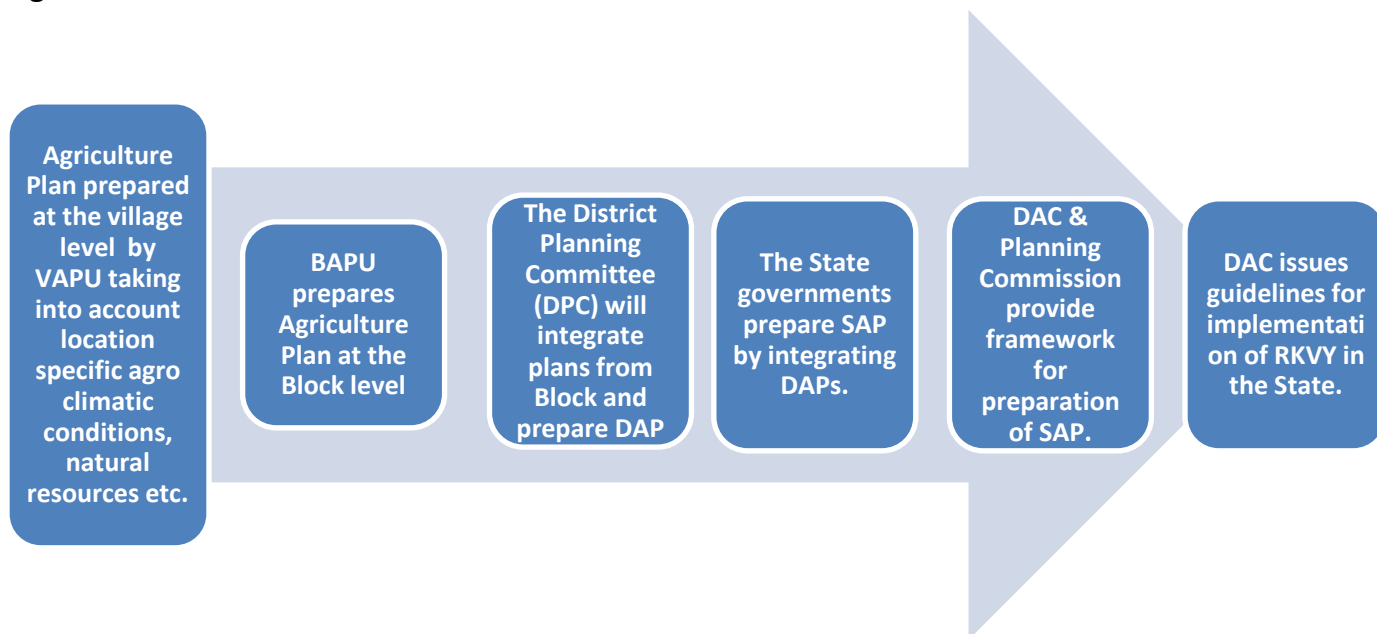 Agriculture
Plan prepared
at the village
level by
VAPU taking
into account
location
specific agro
climatic
conditions,
natural
resources etc.
BAPU
prepares
Agriculture
Plan at the
Block level
The District
Planning
Committee
(DPC) will
integrate
plans from
Block and
prepare DAP
The State
governments
prepare SAP
by integrating
DAPs.
DAC &
Planning
Commission
provide
framework
for
preparation
of SAP.
DAC issues
guidelines for
implementati
on of RKVY in
the State.